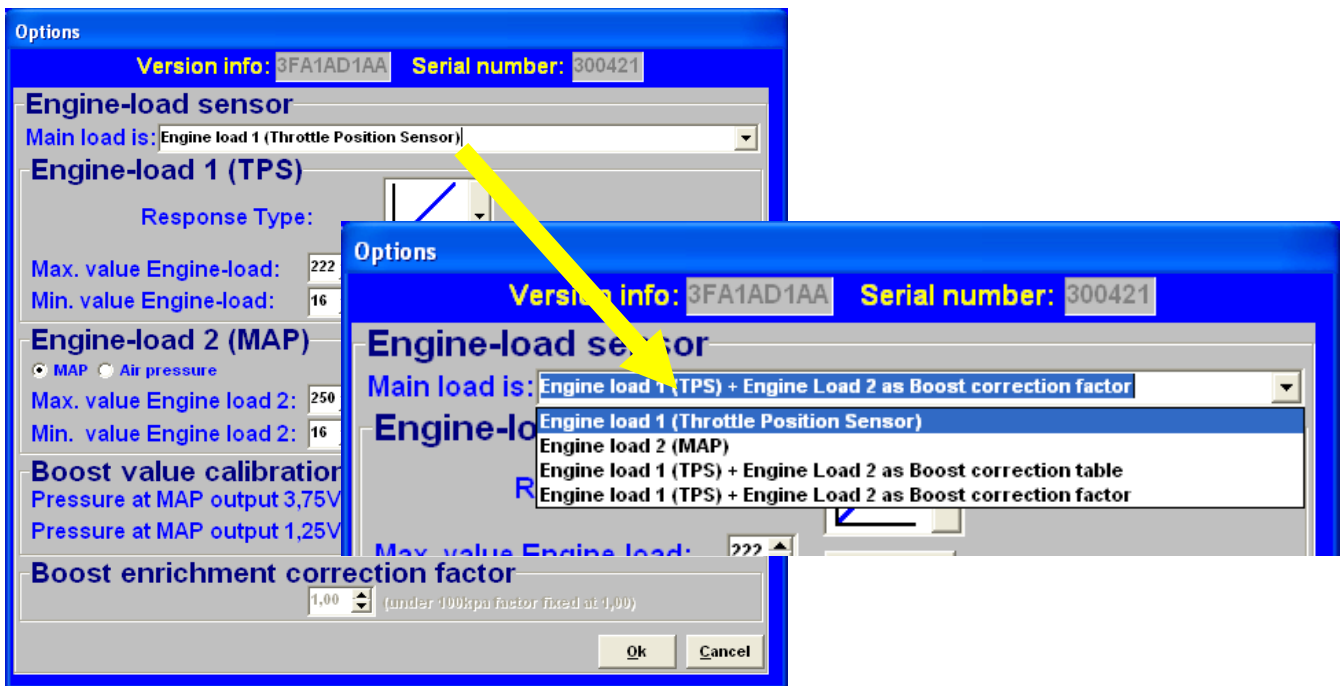 Options
Version info: 3FA1AD1AA Serial number: 300421
Engine-load sensor
Main load is: Engine load 1 (Throttle Position Sensor)
Engine-load 1 (TPS)
Response Type:
Max. value Engine-load: 222
Min. value Engine-load: 16
Engine-load 2 (MAP)
MAP Air pressure
Max. value Engine load 2: 250
Min. value Engine load 2: 16
Boost value calibration
Pressure at MAP output 3,75V
Pressure at MAP output 1,25V
Boost enrichment correction factor
1,00 (under 100kpa factor fixed at 1,00)
Ok Cancel
Options
Version info: 3FA1AD1AA Serial number: 300421
Engine-load sensor
Main load is: Engine load 1 (TPS) + Engine Load 2 as Boost correction factor
Engine-lo
Engine load 1 (Throttle Position Sensor)
Engine load 2 (MAP)
Engine load 1 (TPS) + Engine Load 2 as Boost correction table
R
Engine load 1 (TPS) + Engine Load 2 as Boost correction factor
Max. value Engine load: 222